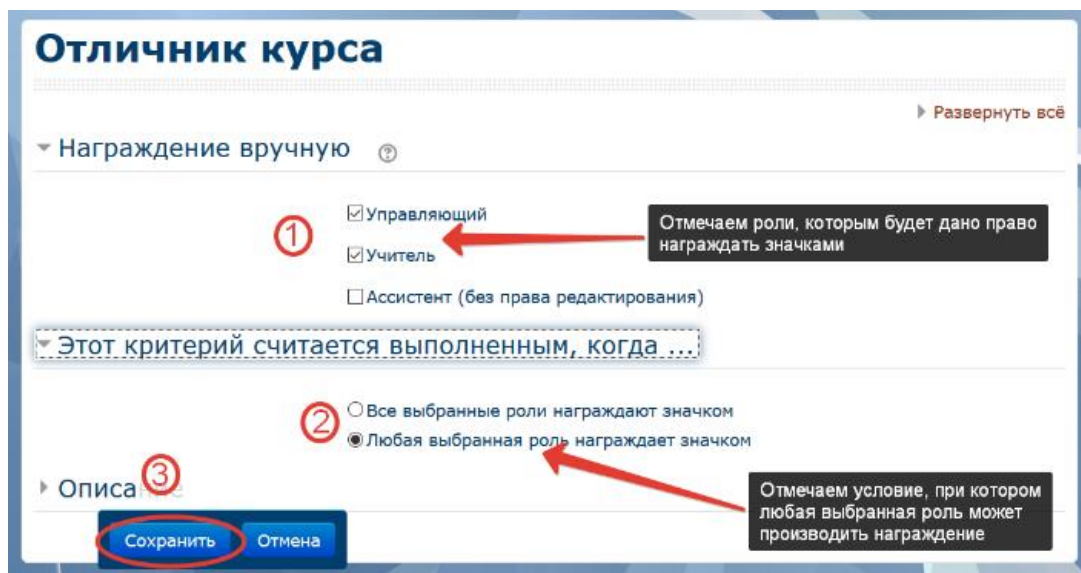 Отличник курса
Развернуть всё
Награждение вручную
Управляющий
1
Отмечаем роли, которым будет дано право
награждать значками
Учитель
Ассистент (без права редактирования)
Этот критерий считается выполненным, когда ...
2
Все выбранные роли награждают значком
Любая выбранная роль награждает значком
3
Описание
Отмечаем условие, при котором
любая выбранная роль может
производить награждение
Сохранить
Отмена